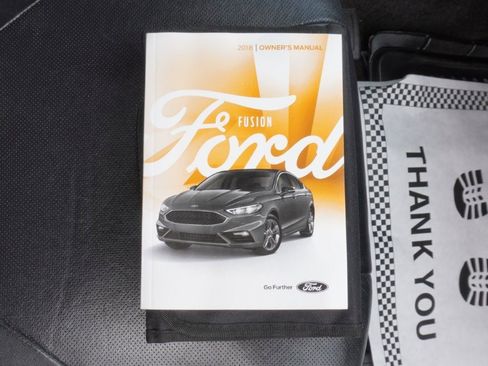 2018 | OWNER'S MANUAL
FUSION
Ford
Go Further Ford
THANK YOU